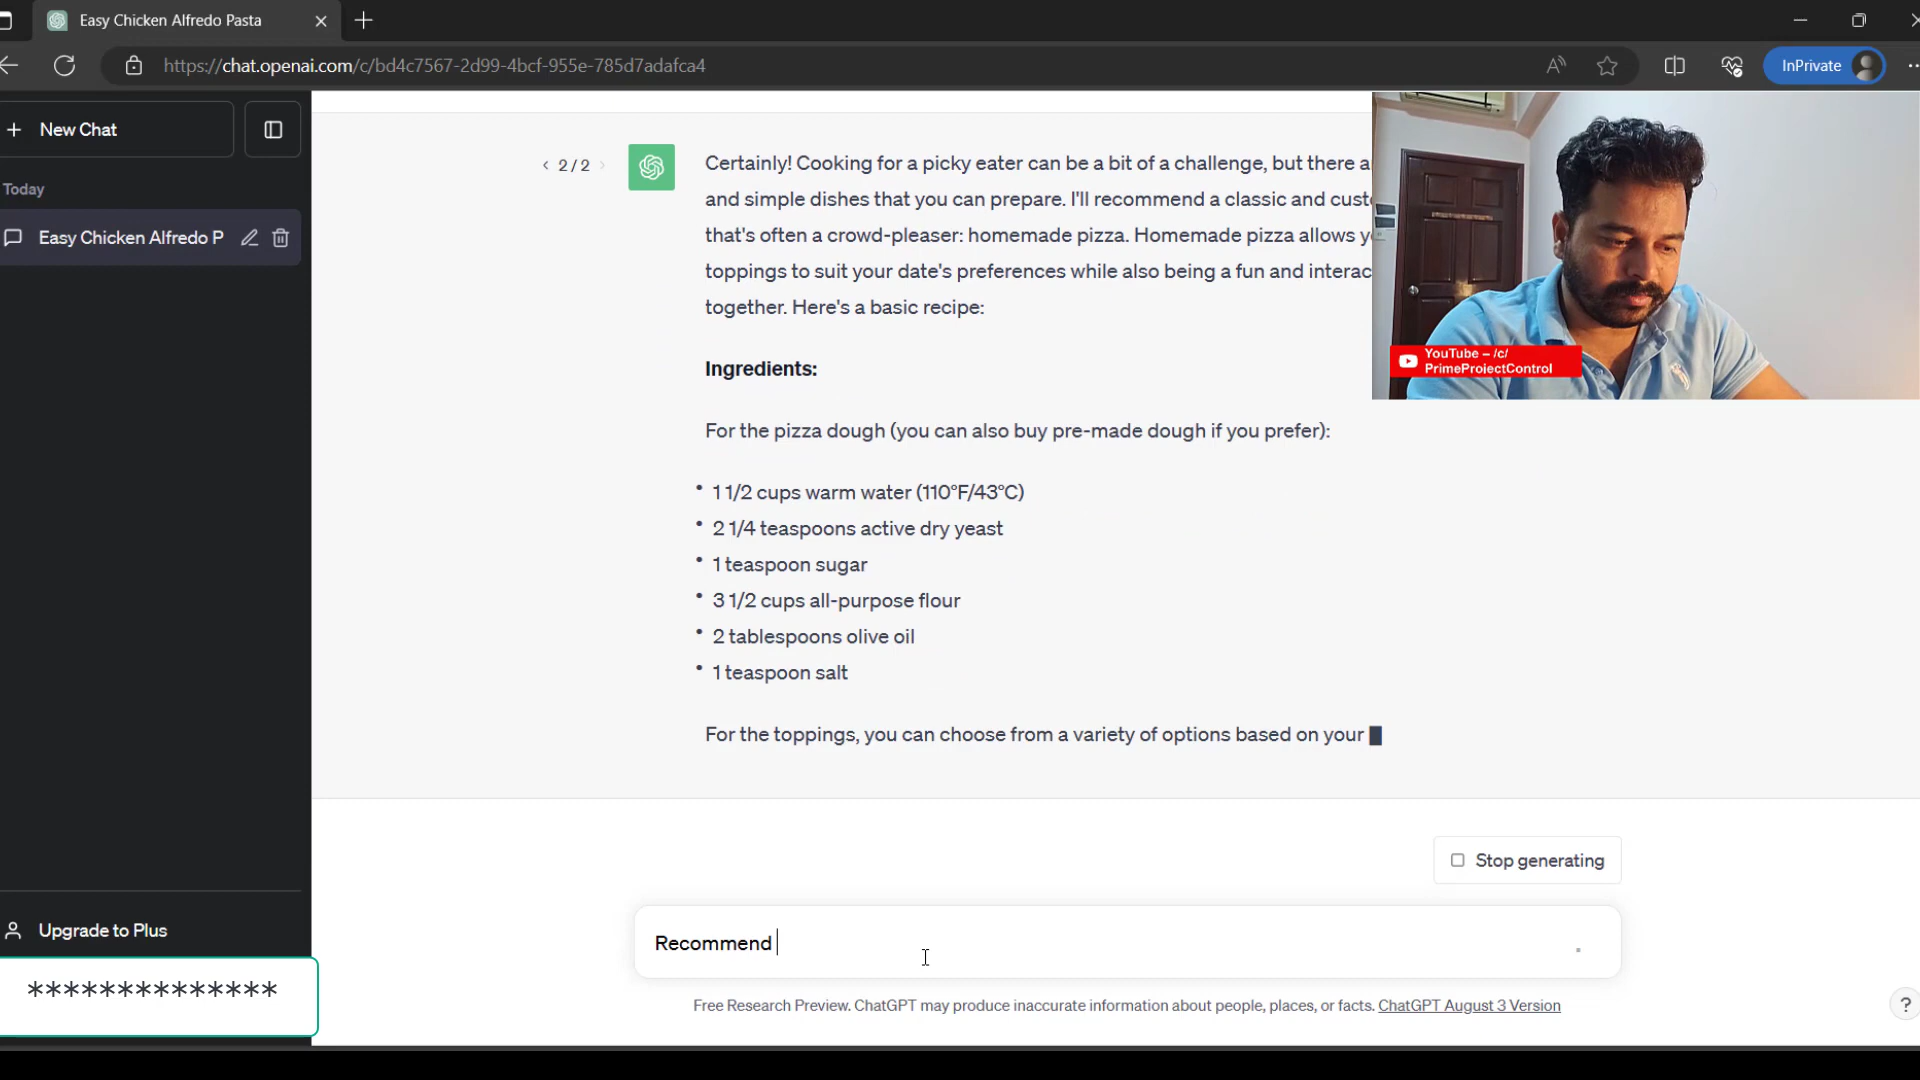 Easy Chicken Alfredo Pasta
https://chat.openai.com/c/bd4c7567-2d99-4bcf-955e-785d7adafca4
InPrivate
New Chat
Today
Easy Chicken Alfredo P
2 / 2
Certainly! Cooking for a picky eater can be a bit of a challenge, but there a
and simple dishes that you can prepare. I'll recommend a classic and cust
that's often a crowd-pleaser: homemade pizza. Homemade pizza allows y
toppings to suit your date's preferences while also being a fun and interac
together. Here's a basic recipe:
YouTube – /c/
PrimeProjectControl
Ingredients:
For the pizza dough (you can also buy pre-made dough if you prefer):
• 1 1/2 cups warm water (110°F/43°C)
• 2 1/4 teaspoons active dry yeast
• 1 teaspoon sugar
• 3 1/2 cups all-purpose flour
• 2 tablespoons olive oil
• 1 teaspoon salt
For the toppings, you can choose from a variety of options based on your
Stop generating
Recommend
Upgrade to Plus
**************
Free Research Preview. ChatGPT may produce inaccurate information about people, places, or facts. ChatGPT August 3 Version
?